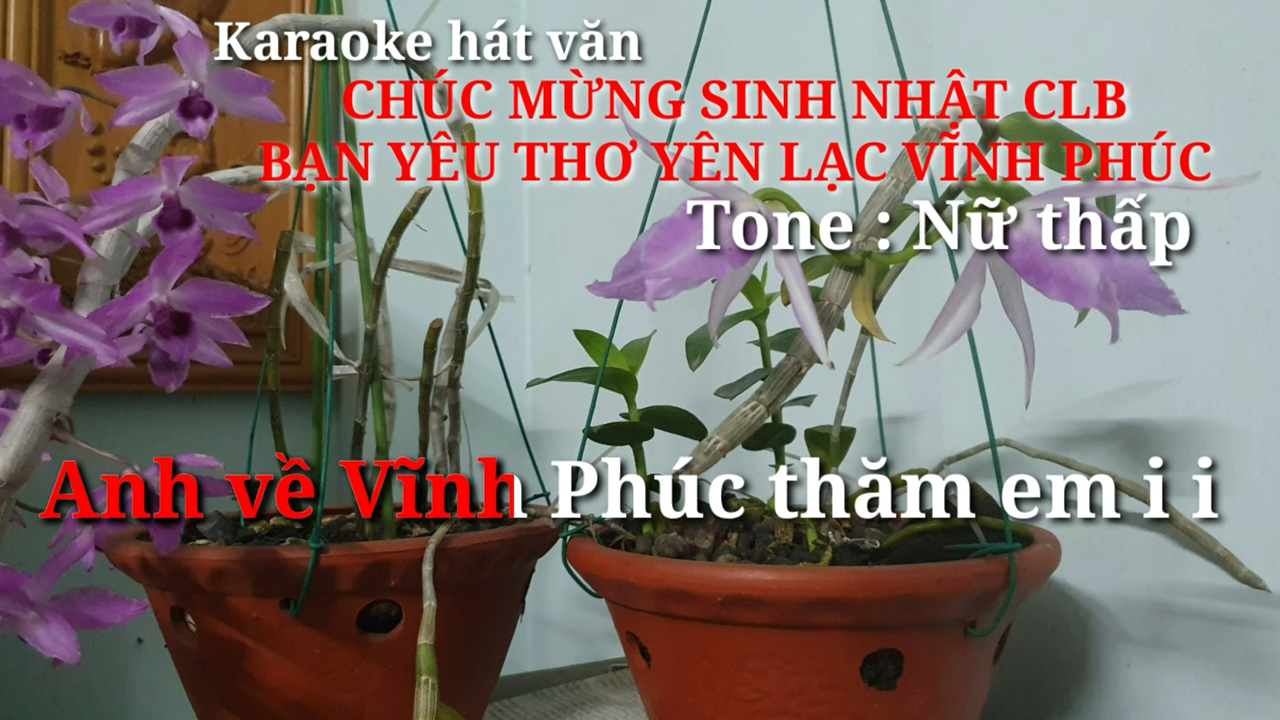 Karaoke hát văn
CHÚC MỪNG SINH NHẬT CLB
BẠN YÊU THƠ YÊN LẠC VĨNH PHÚC
Tone : Nữ thấp
Anh về Vĩnh Phúc thăm em i i